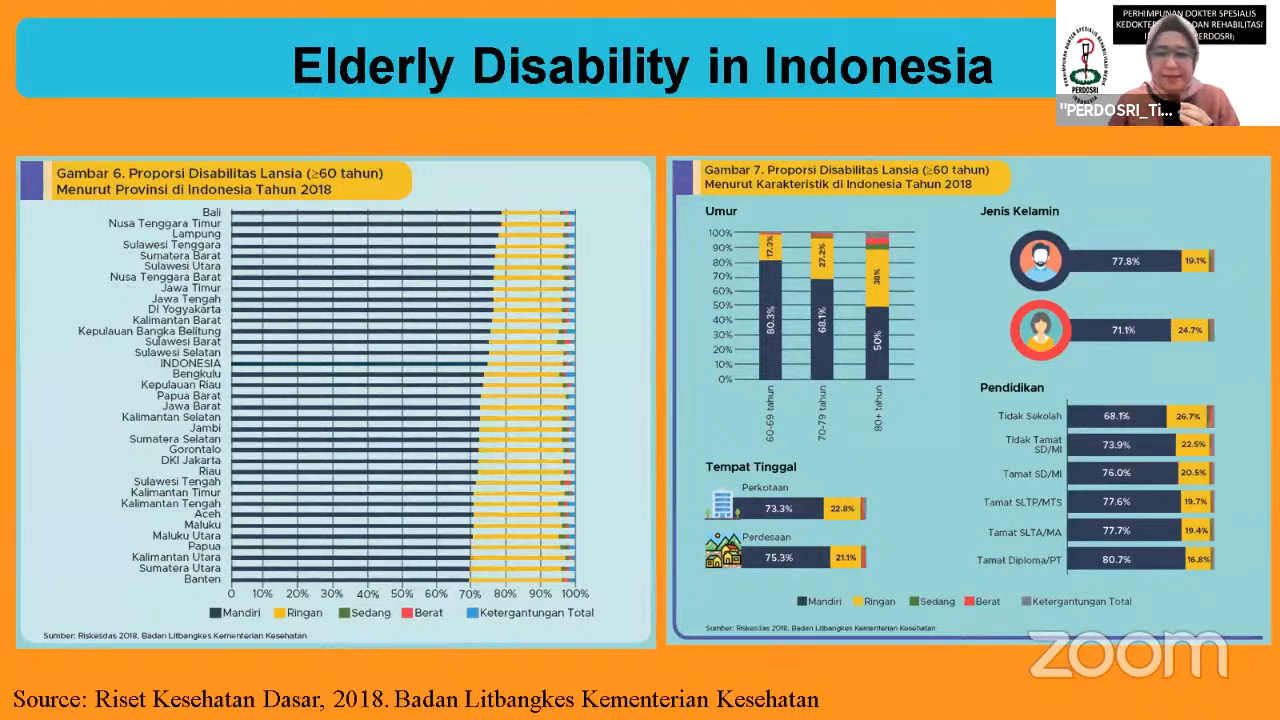 Elderly Disability in Indonesia
PERHIMPUNAN DOKTER SPESIALIS
PERDOSRI
"PERDOSRI_Ti...
Gambar 6. Proporsi Disabilitas Lansia (≥60 tahun)
Menurut Provinsi di Indonesia Tahun 2018
Bali
Nusa Tenggara Timur
Lampung
Sulawesi Tenggara
Sumatera Barat
Sulawesi Utara
Nusa Tenggara Barat
Jawa Timur
Jawa Tengah
DI Yogyakarta
Kalimantan Barat
Kepulauan Bangka Belitung
Sulawesi Barat
Sulawesi Selatan
INDONESIA
Bengkulu
Kepulauan Riau
Papua Barat
Jawa Barat
Kalimantan Selatan
Jambi
Sumatera Selatan
Gorontalo
DKI Jakarta
Riau
Sulawesi Tengah
Kalimantan Timur
Kalimantan Tengah
Aceh
Maluku
Maluku Utara
Papua
Kalimantan Utara
Sumatera Utara
Banten
0 10% 20% 30% 40% 50% 60% 70% 80% 90% 100%
Mandiri Ringan Sedang Berat Ketergantungan Total
Sumber: Riskesdas 2018, Badan Litbangkes Kementerian Kesehatan
Gambar 7. Proporsi Disabilitas Lansia (≥60 tahun)
Menurut Karakteristik di Indonesia Tahun 2018
Umur
100%
90%
80%
70%
60%
50%
40%
30%
20%
10%
0%
17.3%
80.3%
27.2%
68.1%
38%
50%
60-69 tahun
70-79 tahun
80+ tahun
Tempat Tinggal
Perkotaan
73.3% 22.8%
Perdesaan
75.3% 21.1%
Jenis Kelamin
77.8% 19.1%
71.1% 24.7%
Pendidikan
Tidak Sekolah 68.1% 26.7%
Tidak Tamat
SD/MI 73.9% 22.5%
Tamat SD/MI 76.0% 20.5%
Tamat SLTP/MTS 77.6% 19.7%
Tamat SLTA/MA 77.7% 19.4%
Tamat Diploma/PT 80.7% 16.8%
Mandiri Ringan Sedang Berat Ketergantungan Total
Sumber: Riskesdas 2018, Badan Litbangkes Kementerian Kesehatan
zoom
Source: Riset Kesehatan Dasar, 2018. Badan Litbangkes Kementerian Kesehatan